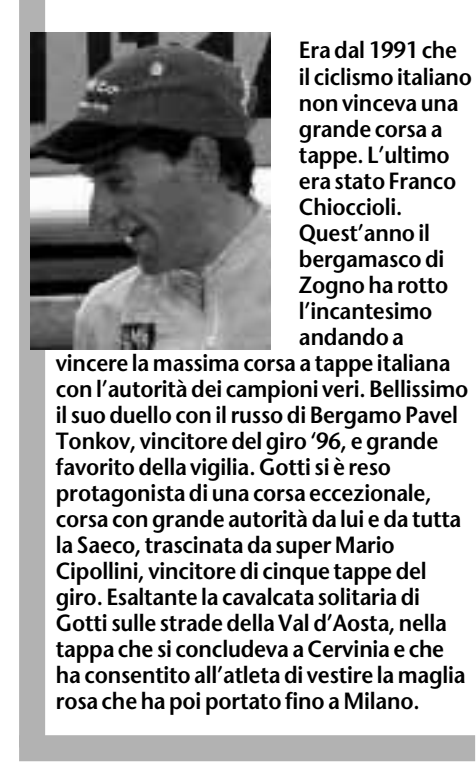 Era dal 1991 che
il ciclismo italiano
non vinceva una
grande corsa a
tappe. L'ultimo
era stato Franco
Chioccioli.
Quest'anno il
bergamasco di
Zogno ha rotto
l'incantesimo
andando a
vincere la massima corsa a tappe italiana
con l'autorità dei campioni veri. Bellissimo
il suo duello con il russo di Bergamo Pavel
Tonkov, vincitore del giro '96, e grande
favorito della vigilia. Gotti si è reso
protagonista di una corsa eccezionale,
corsa con grande autorità da lui e da tutta
la Saeco, trascinata da super Mario
Cipollini, vincitore di cinque tappe del
giro. Esaltante la cavalcata solitaria di
Gotti sulle strade della Val d'Aosta, nella
tappa che si concludeva a Cervinia e che
ha consentito all'atleta di vestire la maglia
rosa che ha poi portato fino a Milano.